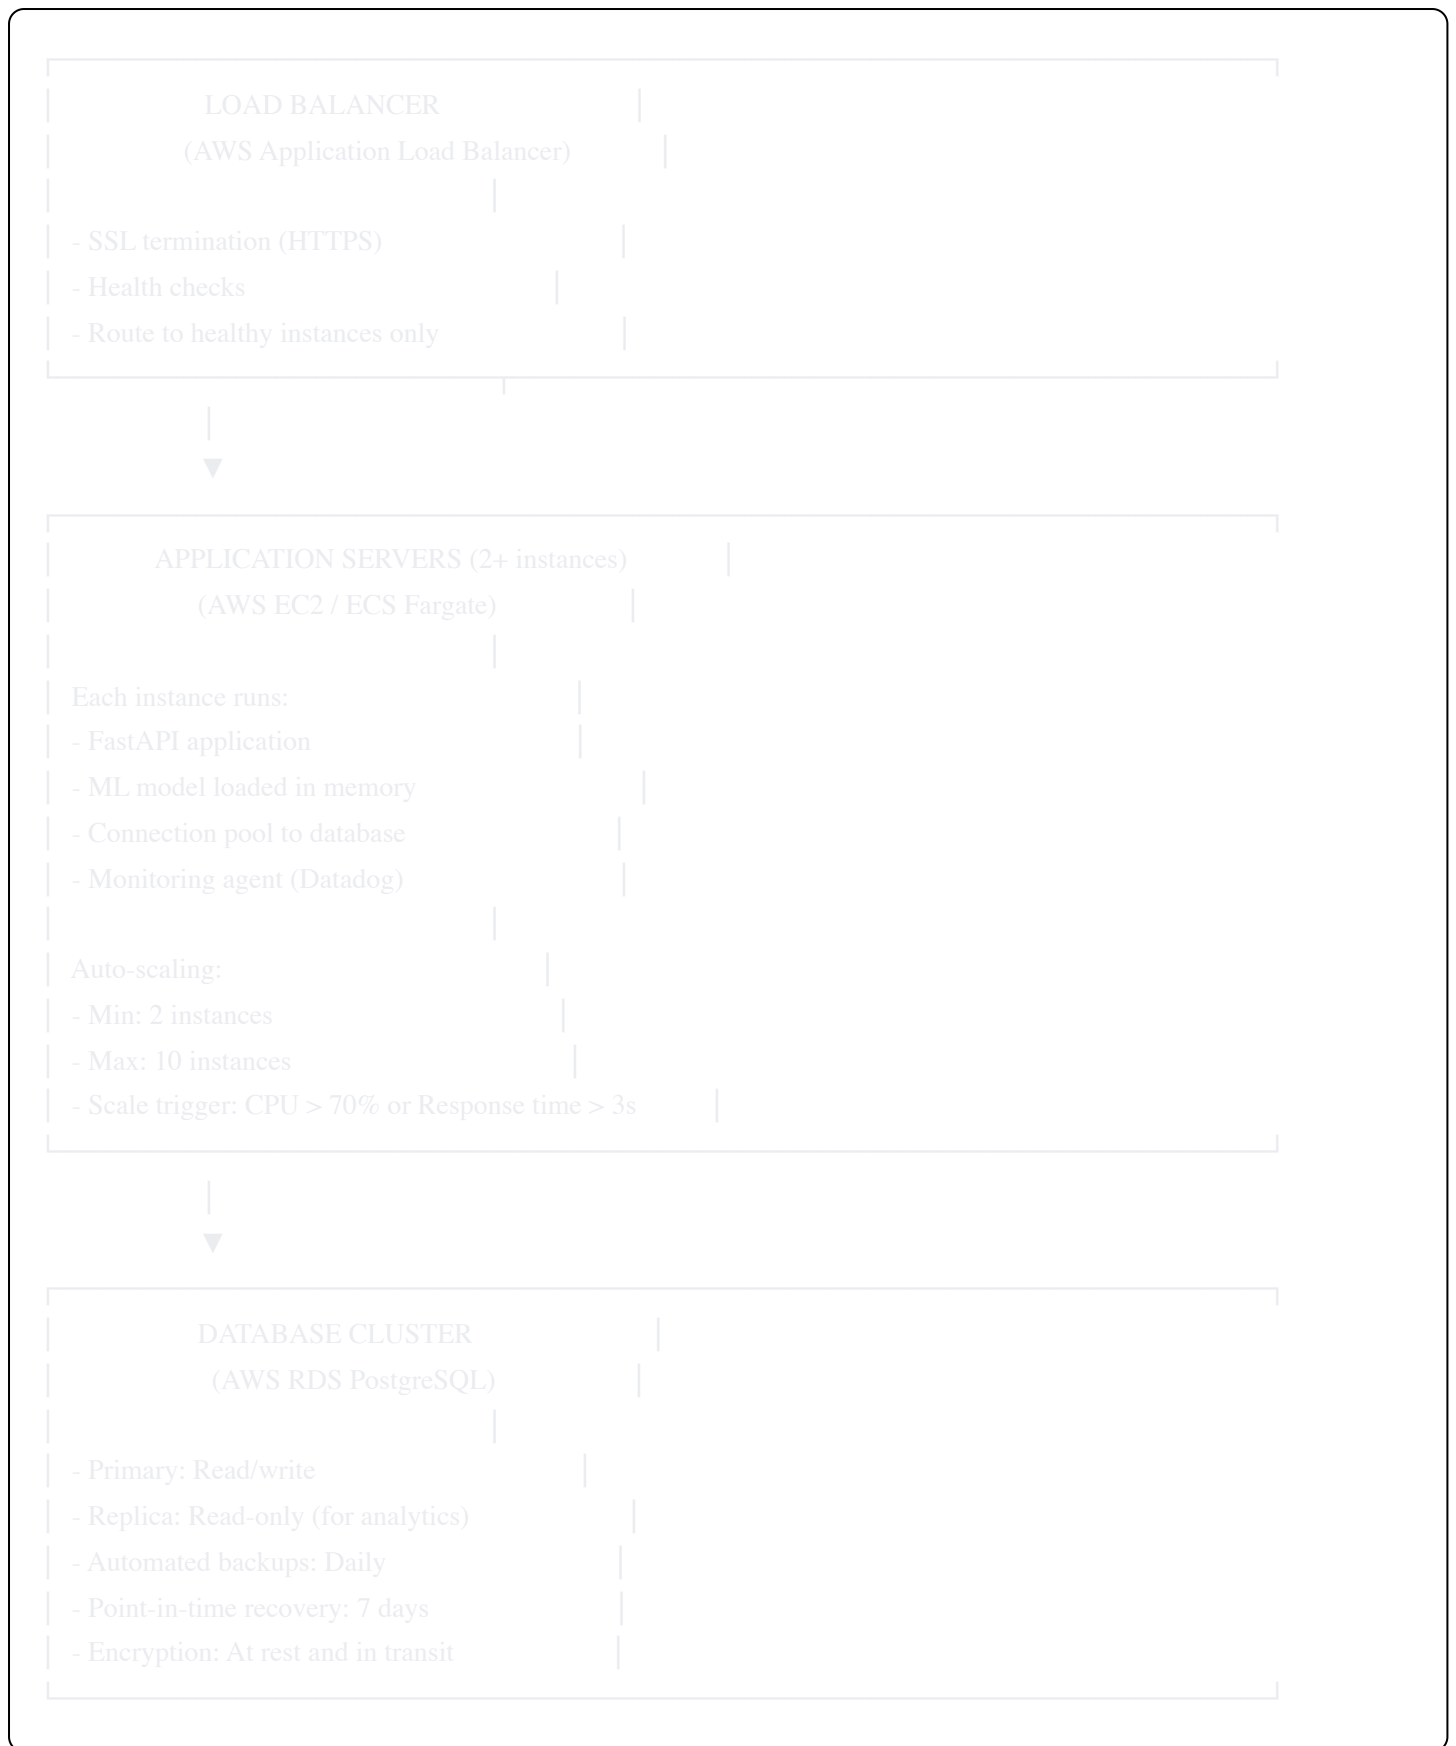 LOAD BALANCER
(AWS Application Load Balancer)
- SSL termination (HTTPS)
- Health checks
- Route to healthy instances only
APPLICATION SERVERS (2+ instances)
(AWS EC2 / ECS Fargate)
Each instance runs:
- FastAPI application
- ML model loaded in memory
- Connection pool to database
- Monitoring agent (Datadog)
Auto-scaling:
- Min: 2 instances
- Max: 10 instances
- Scale trigger: CPU > 70% or Response time > 3s
DATABASE CLUSTER
(AWS RDS PostgreSQL)
- Primary: Read/write
- Replica: Read-only (for analytics)
- Automated backups: Daily
- Point-in-time recovery: 7 days
- Encryption: At rest and in transit